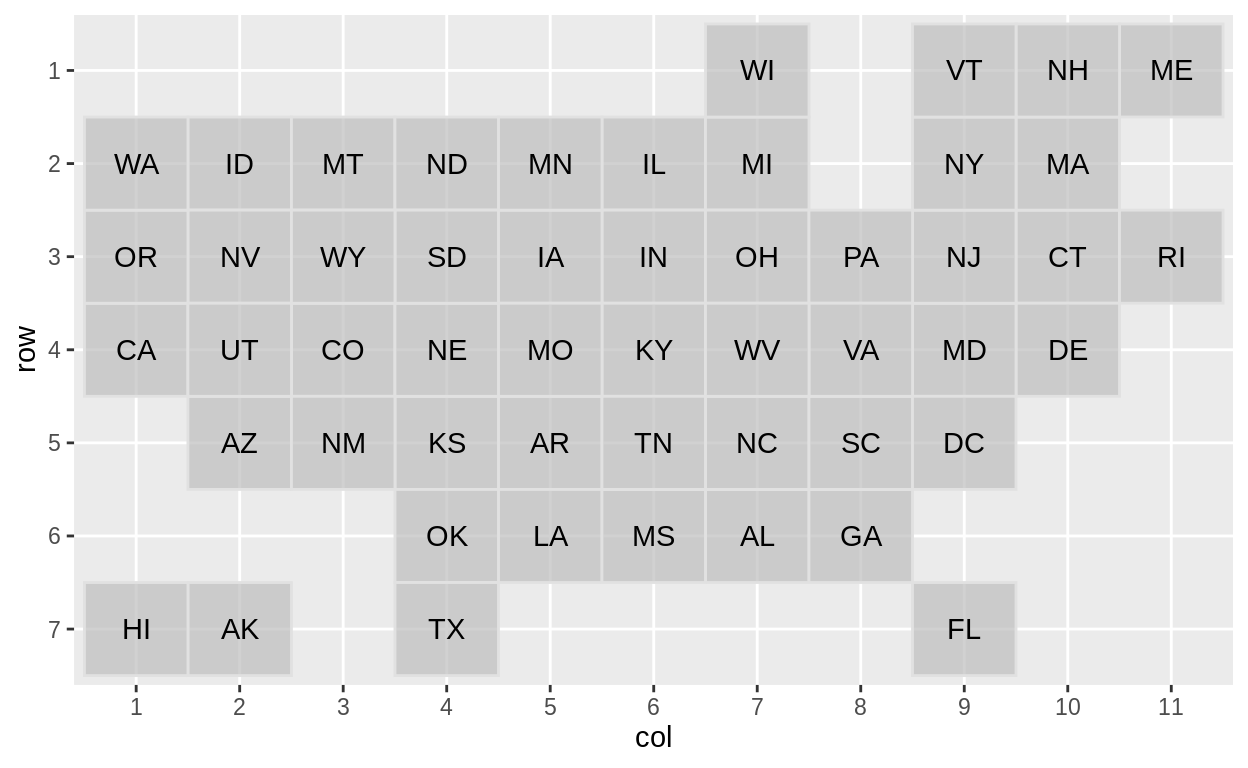 1 WI VT NH ME
2 WA ID MT ND MN IL MI NY MA
3 OR NV WY SD IA IN OH PA NJ CT RI
row
4 CA UT CO NE MO KY WV VA MD DE
5 AZ NM KS AR TN NC SC DC
6 OK LA MS AL GA
7 HI AK TX FL
1 2 3 4 5 6 7 8 9 10 11
col